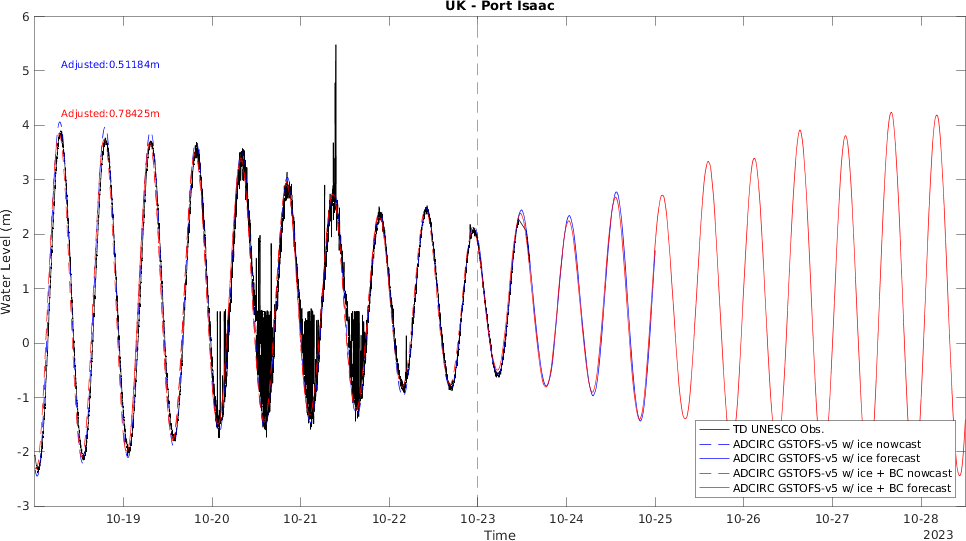 UK - Port Isaac
6
5
4
3
2
1
0
-1
-2
-3
Water Level (m)
Adjusted:0.51184m
Adjusted:0.78425m
TD UNESCO Obs.
ADCIRC GSTOFS-v5 w/ ice nowcast
ADCIRC GSTOFS-v5 w/ ice forecast
ADCIRC GSTOFS-v5 w/ ice + BC nowcast
ADCIRC GSTOFS-v5 w/ ice + BC forecast
10-19 10-20 10-21 10-22 10-23 10-24 10-25 10-26 10-27 10-28
Time
2023